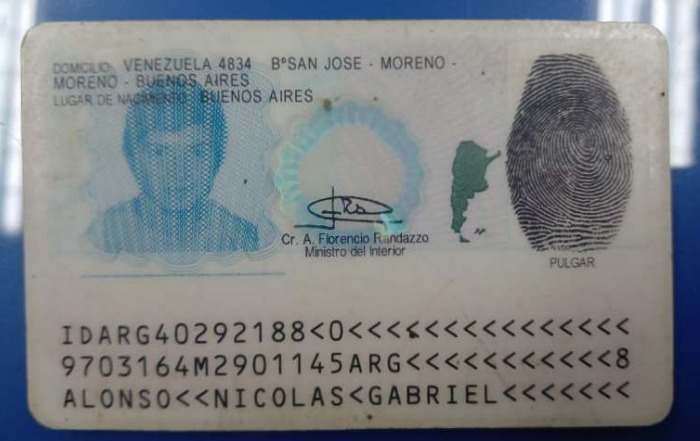 DOMICILIO: VENEZUELA 4834 BºSAN JOSE - MORENO -
MORENO - BUENOS AIRES
LUGAR DE NACIMIENTO: BUENOS AIRES
Cr. A. Florencio Randazzo
Ministro del Interior
PULGAR
IDARG40292188<0<<<<<<<<<<<<<<<
9703164M2901145ARG<<<<<<<<<<<8
ALONSO<<NICOLAS<GABRIEL<<<<<<<